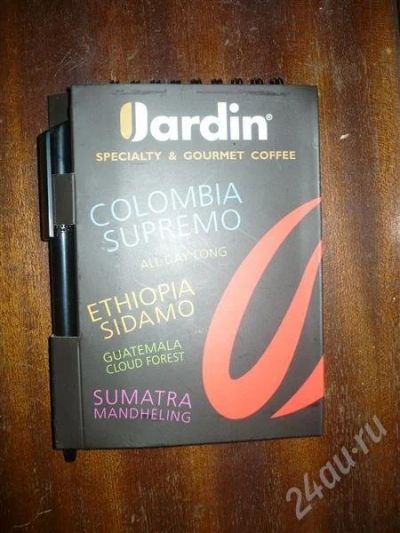 Jardin®
SPECIALTY & GOURMET COFFEE
COLOMBIA
SUPREMO
ALL DAY LONG
ETHIOPIA
SIDAMO
GUATEMALA
CLOUD FOREST
SUMATRA
MANDHELING
24au.ru